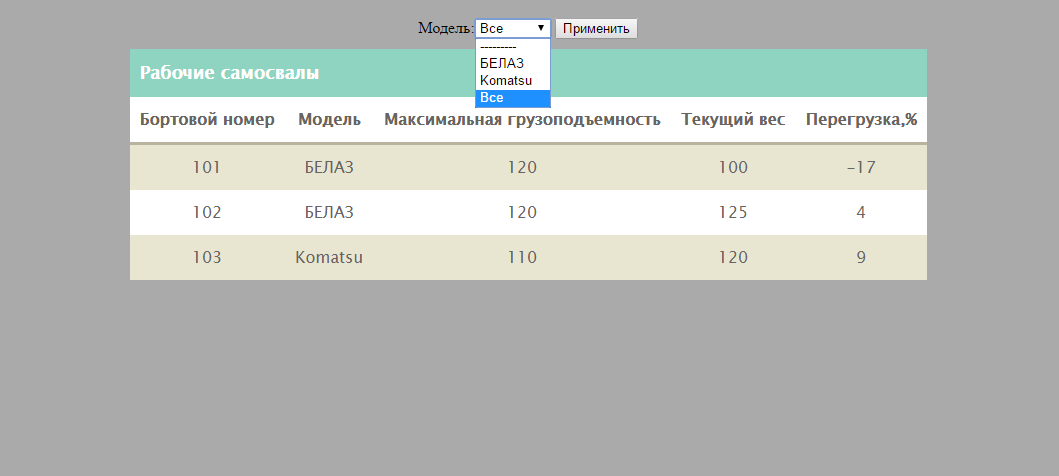 Модель: Все Применить
---------
БЕЛАЗ
Komatsu
Все
Рабочие самосвалы
Бортовой номер Модель Максимальная грузоподъемность Текущий вес Перегрузка,%
101 БЕЛАЗ 120 100 -17
102 БЕЛАЗ 120 125 4
103 Komatsu 110 120 9